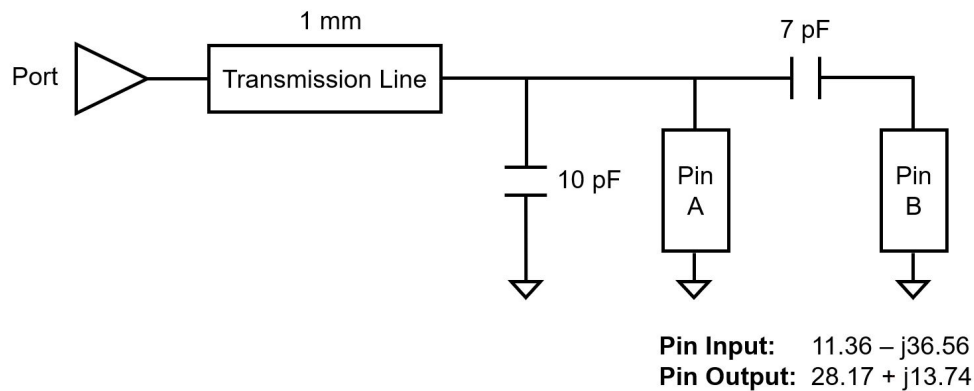 1 mm
Port
Transmission Line
7 pF
10 pF
Pin
A
Pin
B
Pin Input: 11.36 – j36.56
Pin Output: 28.17 + j13.74